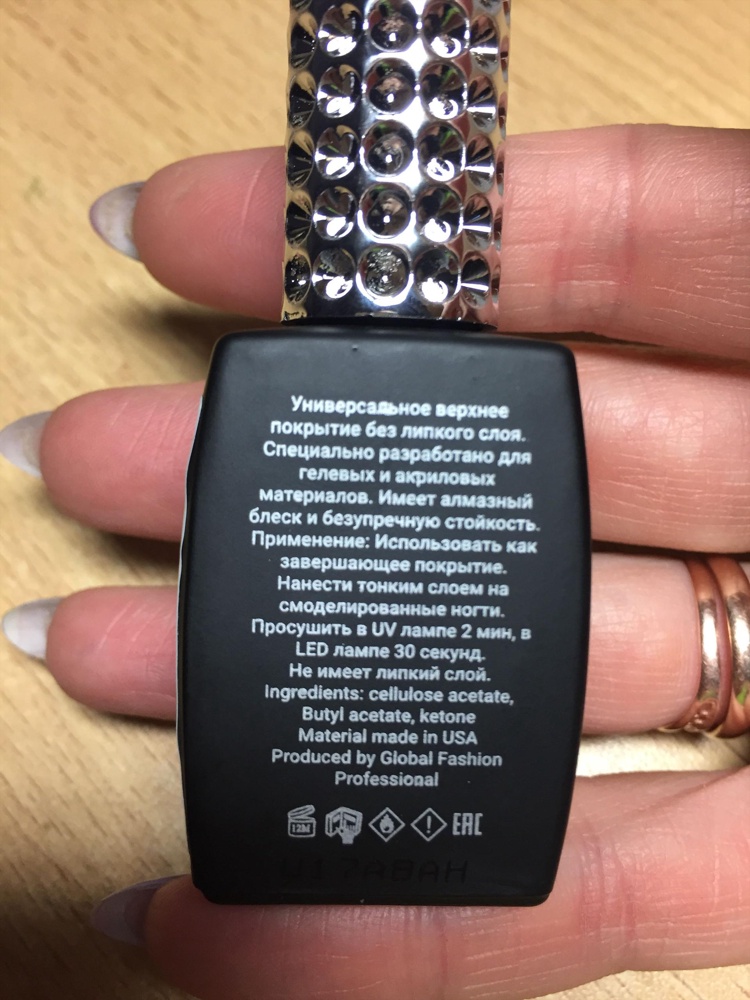 Универсальное верхнее
покрытие без липкого слоя.
Специально разработано для
гелевых и акриловых
материалов. Имеет алмазный
блеск и безупречную стойкость.
Применение: Использовать как
завершающее покрытие.
Нанести тонким слоем на
смоделированные ногти.
Просушить в UV лампе 2 мин, в
LED лампе 30 секунд.
Не имеет липкий слой.
Ingredients: cellulose acetate,
Butyl acetate, ketone
Material made in USA
Produced by Global Fashion
Professional
12M EAC